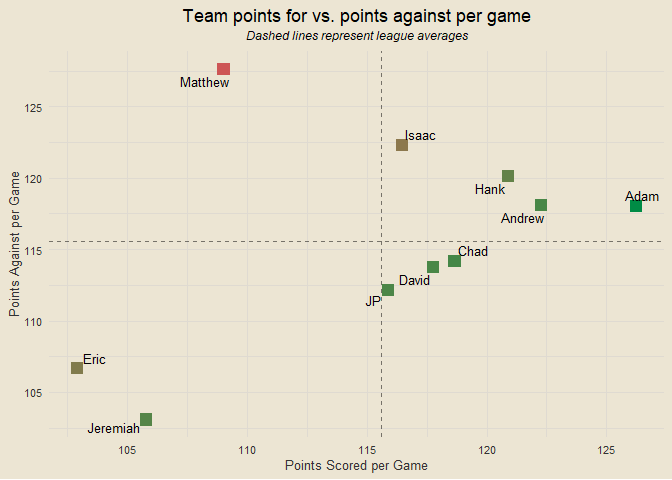 Team points for vs. points against per game
Dashed lines represent league averages
Matthew
Isaac
Hank
Adam
Andrew
Chad
David
JP
Eric
Jeremiah
Points Against per Game
125
120
115
110
105
105
110
115
120
125
Points Scored per Game